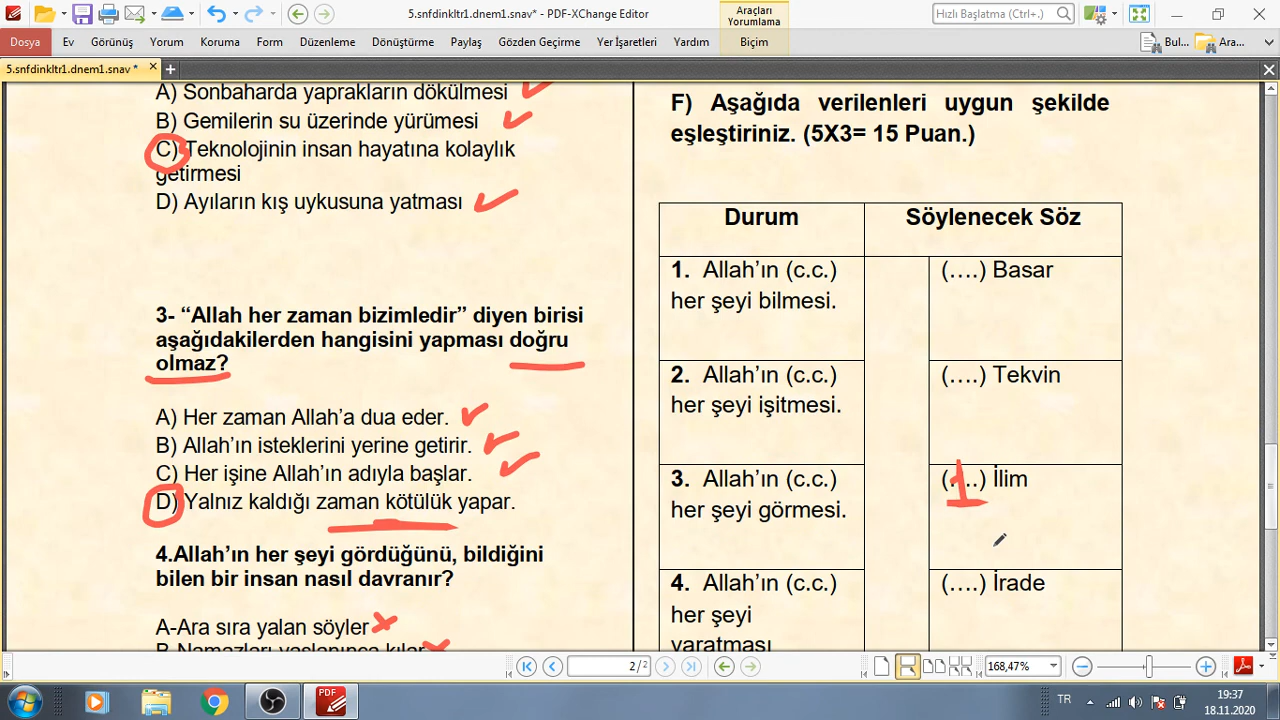 5.snfdinkltr1.dnem1.snav* - PDF-XChange Editor
Araçları Yorumlama
Hızlı Başlatma (Ctrl+.)
Dosya Ev Görünüş Yorum Koruma Form Düzenleme Dönüştürme Paylaş Gözden Geçirme Yer İşaretleri Yardım Biçim Bul... Ara...
5.snfdinkltr1.dnem1.snav *
A) Sonbaharda yaprakların dökülmesi
B) Gemilerin su üzerinde yürümesi
C) Teknolojinin insan hayatına kolaylık
getirmesi
D) Ayıların kış uykusuna yatması
3- “Allah her zaman bizimledir” diyen birisi
aşağıdakilerden hangisini yapması doğru
olmaz?
A) Her zaman Allah’a dua eder.
B) Allah’ın isteklerini yerine getirir.
C) Her işine Allah’ın adıyla başlar.
D) Yalnız kaldığı zaman kötülük yapar.
4.Allah’ın her şeyi gördüğünü, bildiğini
bilen bir insan nasıl davranır?
A-Ara sıra yalan söyler
B-Namazları yaşlanınca kılar
F) Aşağıda verilenleri uygun şekilde
eşleştiriniz. (5X3= 15 Puan.)
Durum Söylenecek Söz
1. Allah’ın (c.c.) (....) Basar
her şeyi bilmesi.
2. Allah’ın (c.c.) (....) Tekvin
her şeyi işitmesi.
3. Allah’ın (c.c.) (.1..) İlim
her şeyi görmesi.
4. Allah’ın (c.c.) (....) İrade
her şeyi
yaratması
2 / 2
168,47%
PDF
TR
19:37
18.11.2020